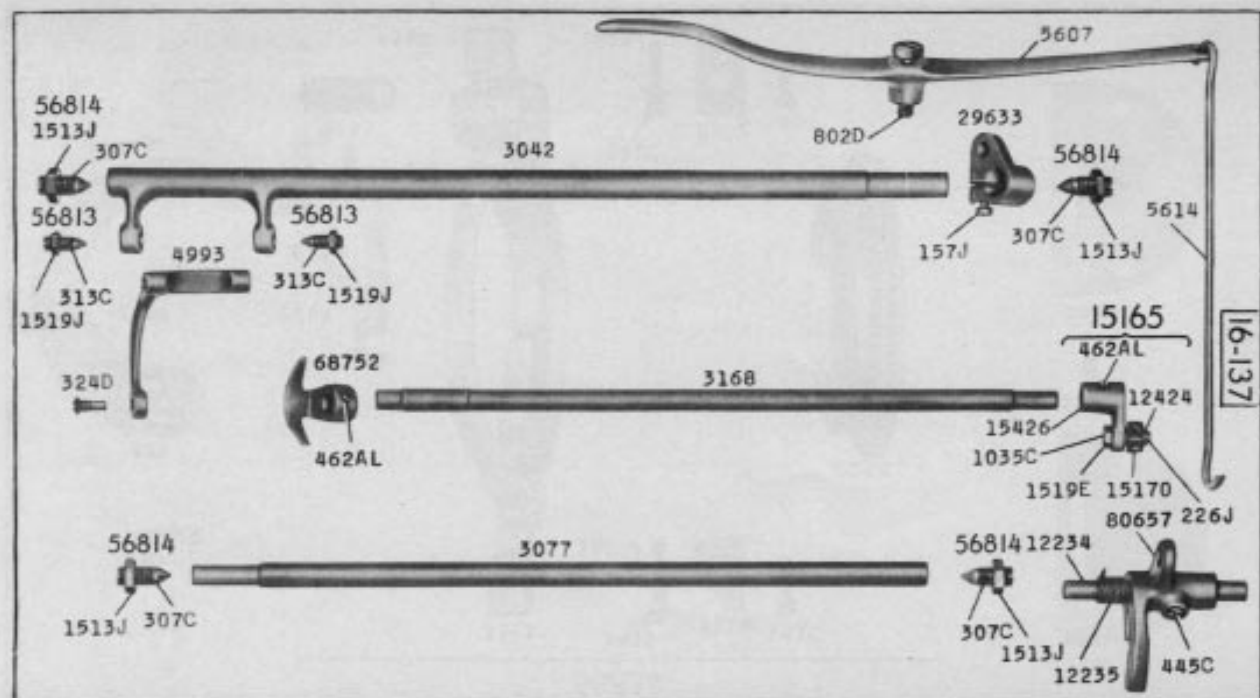 5607
56814
1513J
307C
3042
802D
29633
56814
56813
56813
157J
307C
1513J
5614
4993
313C
1519J
313C
1519J
15165
462AL
16-137
68752
3168
324D
12424
15426
462AL
1035C
1519E
15170
226J
80657
56814
3077
56814
12234
1513J
307C
307C
1513J
12235
445C